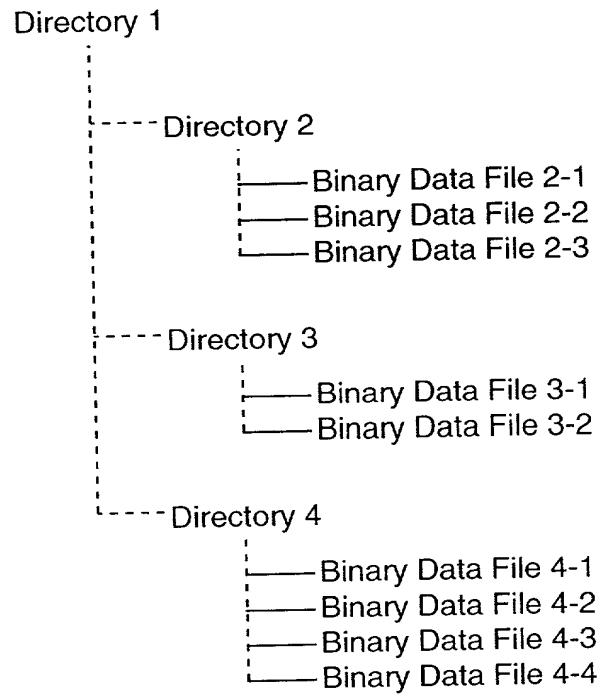 Directory 1
Directory 2
Binary Data File 2-1
Binary Data File 2-2
Binary Data File 2-3
Directory 3
Binary Data File 3-1
Binary Data File 3-2
Directory 4
Binary Data File 4-1
Binary Data File 4-2
Binary Data File 4-3
Binary Data File 4-4